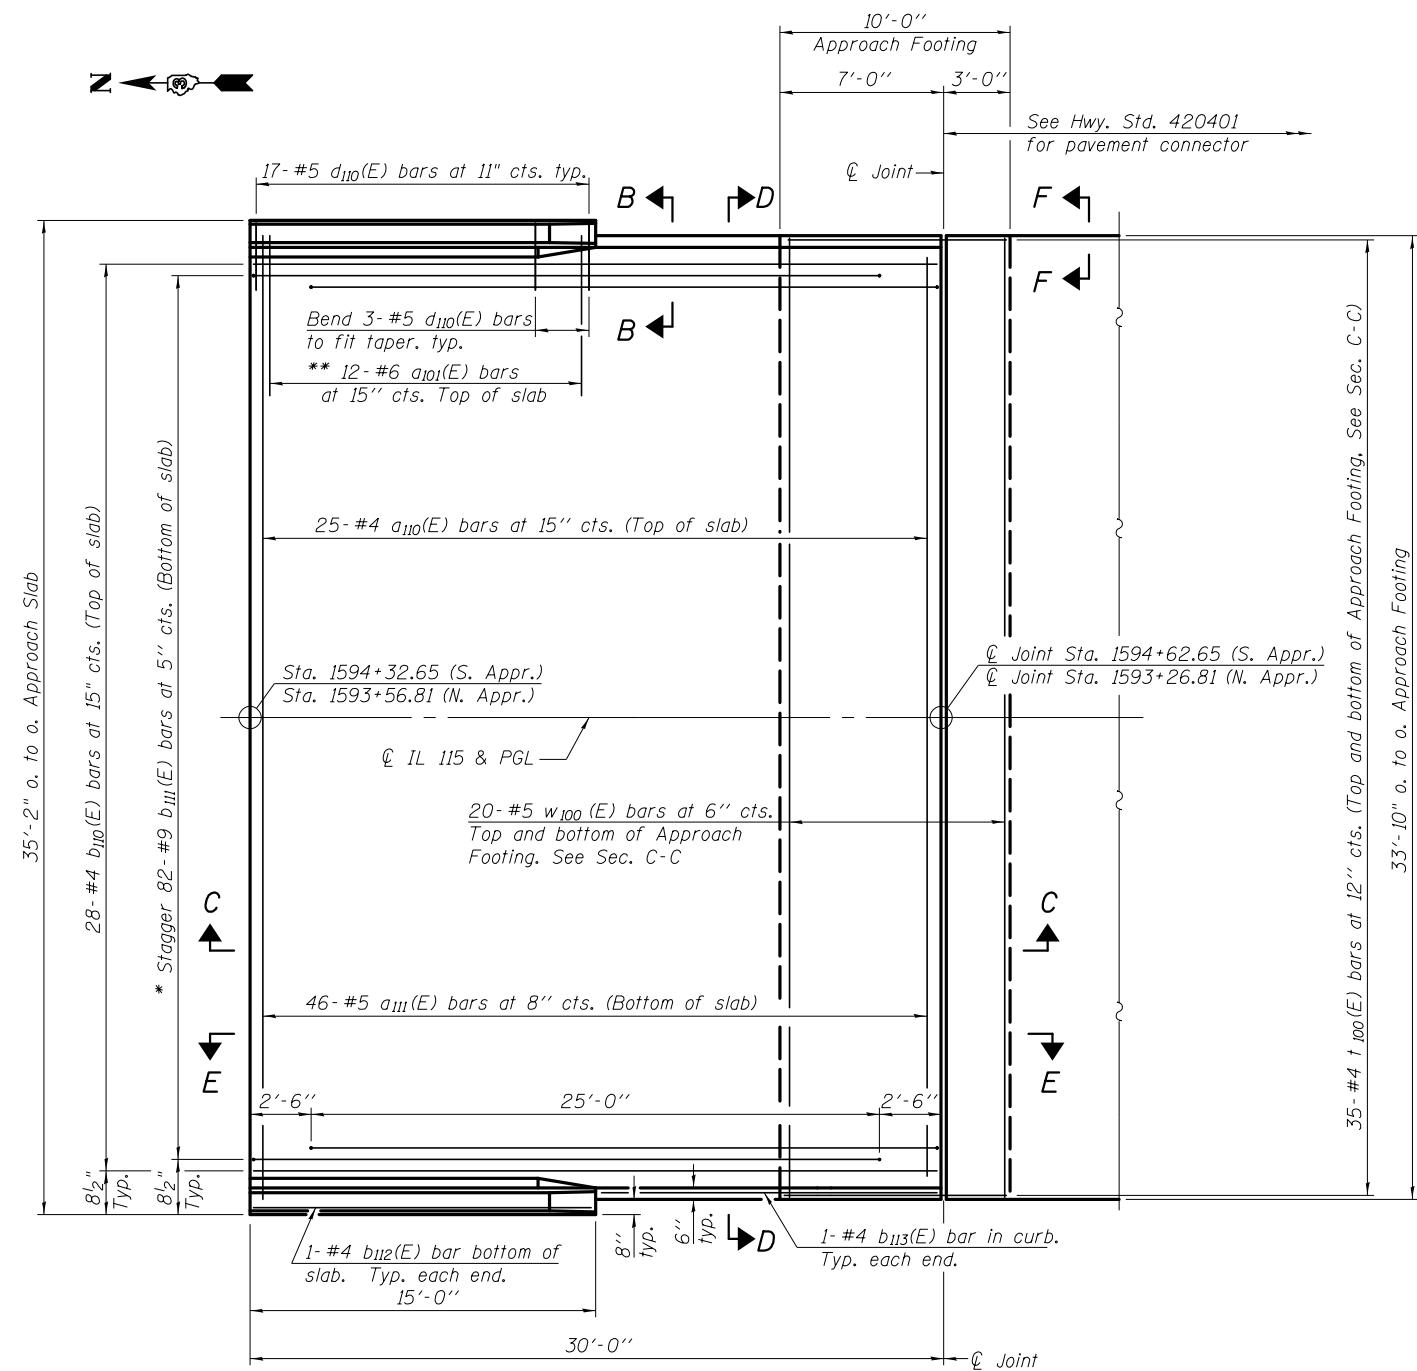 10'-0''
Approach Footing
7'-0''
3'-0''
N
See Hwy. Std. 420401
for pavement connector
17-#5 d110(E) bars at 11" cts. typ.
℄ Joint
B
D
F
F
B
Bend 3-#5 d110(E) bars
to fit taper. typ.
** 12-#6 a101(E) bars
at 15'' cts. Top of slab
25-#4 a110(E) bars at 15'' cts. (Top of slab)
35'-2" o. to o. Approach Slab
28-#4 b110(E) bars at 15" cts. (Top of slab)
* Stagger 82-#9 b111(E) bars at 5'' cts. (Bottom of slab)
35-#4 t100(E) bars at 12'' cts. (Top and bottom of Approach Footing, See Sec. C-C)
33'-10" o. to o. Approach Footing
Sta. 1594+32.65 (S. Appr.)
Sta. 1593+56.81 (N. Appr.)
℄ Joint Sta. 1594+62.65 (S. Appr.)
℄ Joint Sta. 1593+26.81 (N. Appr.)
℄ IL 115 & PGL
20-#5 w100(E) bars at 6'' cts.
Top and bottom of Approach
Footing. See Sec. C-C
C
C
46-#5 a111(E) bars at 8'' cts. (Bottom of slab)
E
E
2'-6''
25'-0''
2'-6''
8½"
Typ.
8½"
Typ.
8''
typ.
6''
typ.
D
1-#4 b112(E) bar bottom of
slab. Typ. each end.
1-#4 b113(E) bar in curb.
Typ. each end.
15'-0''
30'-0''
℄ Joint